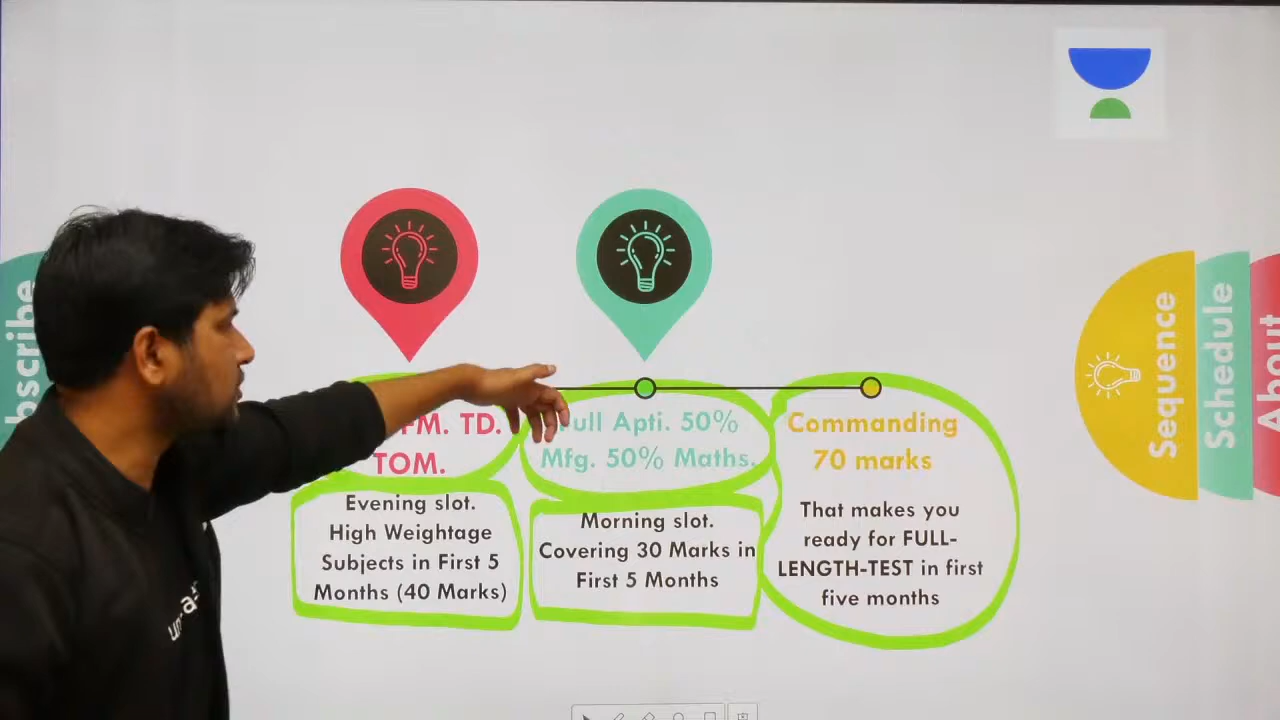 FM. TD.
TOM.
Evening slot.
High Weightage
Subjects in First 5
Months (40 Marks)
Full Apti. 50%
Mfg. 50% Maths.
Morning slot.
Covering 30 Marks in
First 5 Months
Commanding
70 marks
That makes you
ready for FULL-
LENGTH-TEST in first
five months
Sequence
Schedule
About